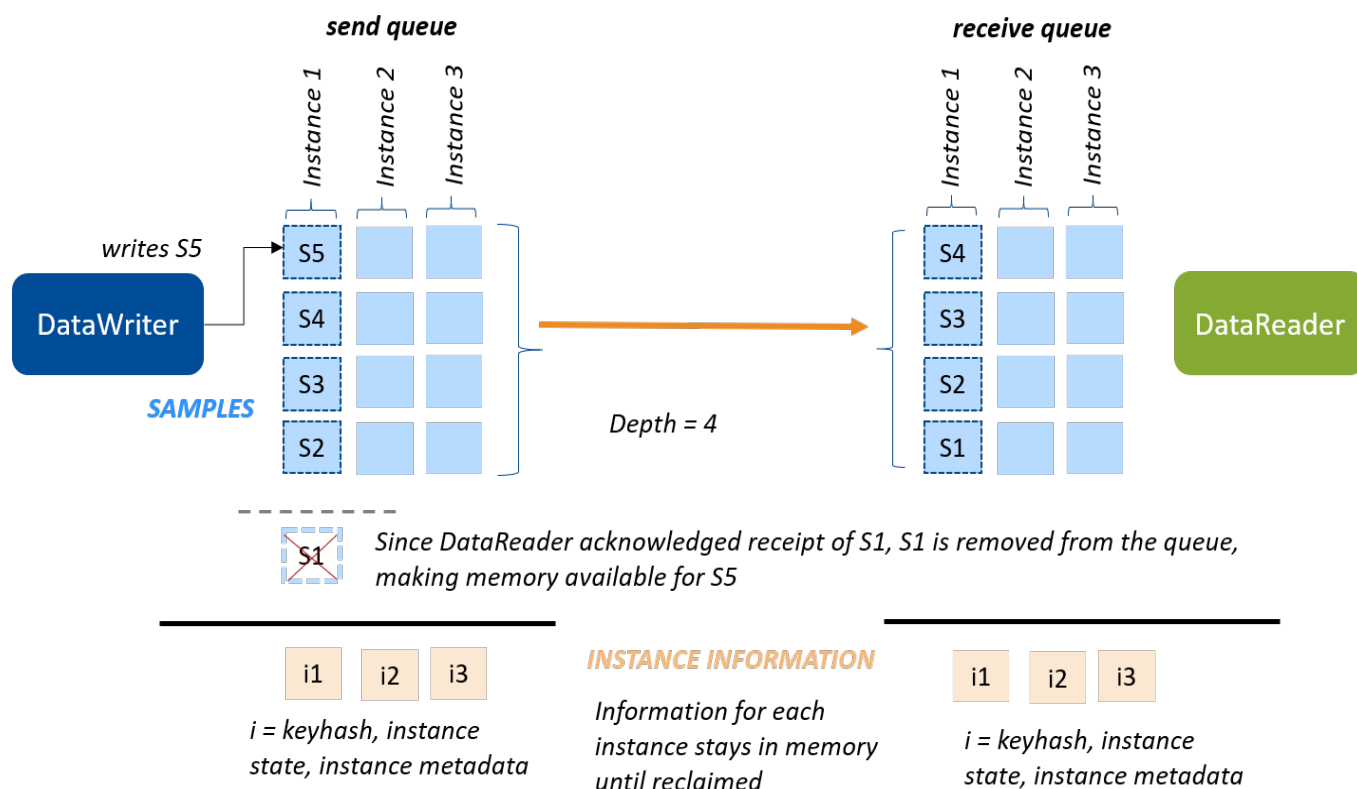 send queue
receive queue
Instance 1
Instance 2
Instance 3
Instance 1
Instance 2
Instance 3
writes S5
DataWriter
SAMPLES
S5
S4
S3
S2
Depth = 4
S4
S3
S2
S1
DataReader
S1
Since DataReader acknowledged receipt of S1, S1 is removed from the queue,
making memory available for S5
i1
i2
i3
i = keyhash, instance
state, instance metadata
INSTANCE INFORMATION
Information for each
instance stays in memory
until reclaimed
i1
i2
i3
i = keyhash, instance
state, instance metadata